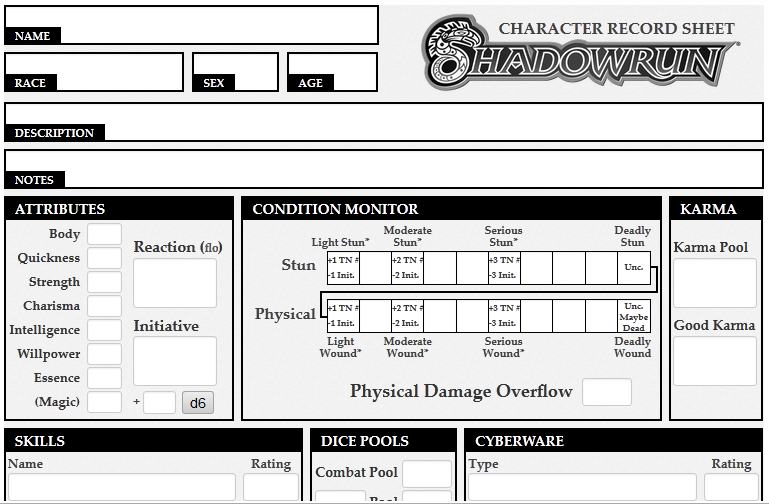 CHARACTER RECORD SHEET
SHADOWRUN®
NAME
RACE
SEX
AGE
DESCRIPTION
NOTES
ATTRIBUTES
Body
Quickness
Strength
Charisma
Intelligence
Willpower
Essence
(Magic)
Reaction (flo)
Initiative
+
d6
CONDITION MONITOR
Light Stun*
Moderate
Stun*
Serious
Stun*
Deadly
Stun
Stun
+1 TN #
-1 Init.
+2 TN #
-2 Init.
+3 TN #
-3 Init.
Unc.
Physical
+1 TN #
-1 Init.
+2 TN #
-2 Init.
+3 TN #
-3 Init.
Unc.
Maybe
Dead
Light
Wound*
Moderate
Wound*
Serious
Wound*
Deadly
Wound
Physical Damage Overflow
KARMA
Karma Pool
Good Karma
SKILLS
Name
Rating
DICE POOLS
Combat Pool
Pool
CYBERWARE
Type
Rating